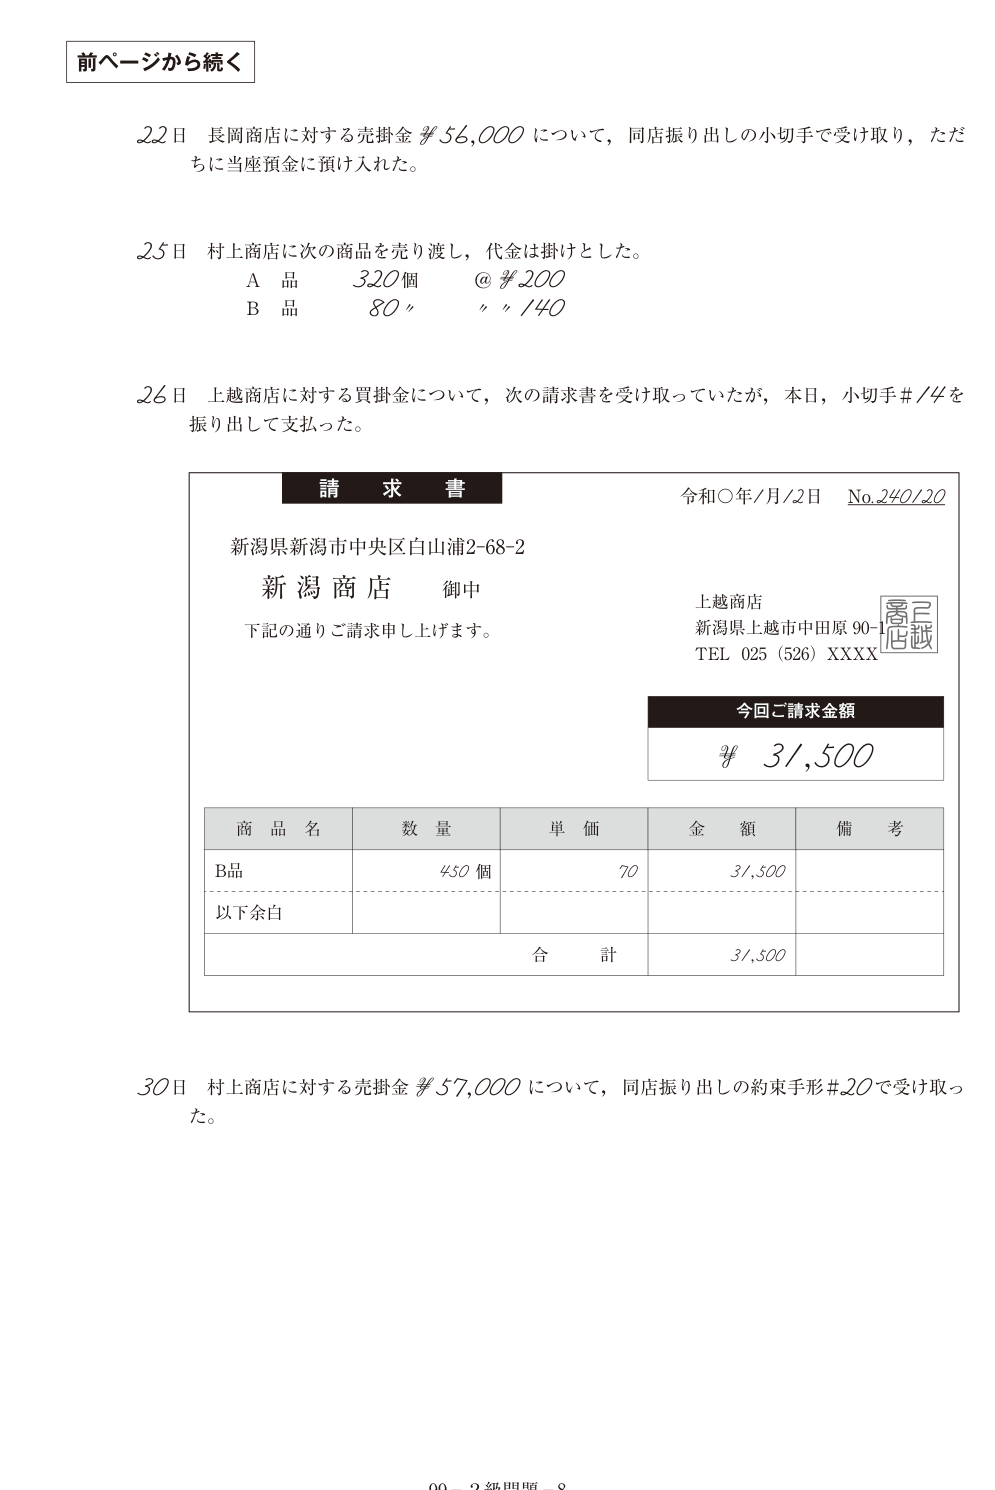 前ページから続く
22日　長岡商店に対する売掛金¥56,000について，同店振り出しの小切手で受け取り，ただ
ちに当座預金に預け入れた。
25日　村上商店に次の商品を売り渡し，代金は掛けとした。
A　品　320個　@¥200
B　品　80〃　〃〃140
26日　上越商店に対する買掛金について，次の請求書を受け取っていたが，本日，小切手#14を
振り出して支払った。
請　求　書
令和○年1月12日　No.240120
新潟県新潟市中央区白山浦2-68-2
新潟商店　御中
下記の通りご請求申し上げます。
上越商店
新潟県上越市中田原 90-1
TEL 025（526）XXXX
上越商店
今回ご請求金額
¥ 31,500
商　品　名　数　量　単　価　金　額　備　考
B品　450 個　70　31,500
以下余白
合　計　31,500
30日　村上商店に対する売掛金¥57,000について，同店振り出しの約束手形#20で受け取っ
た。